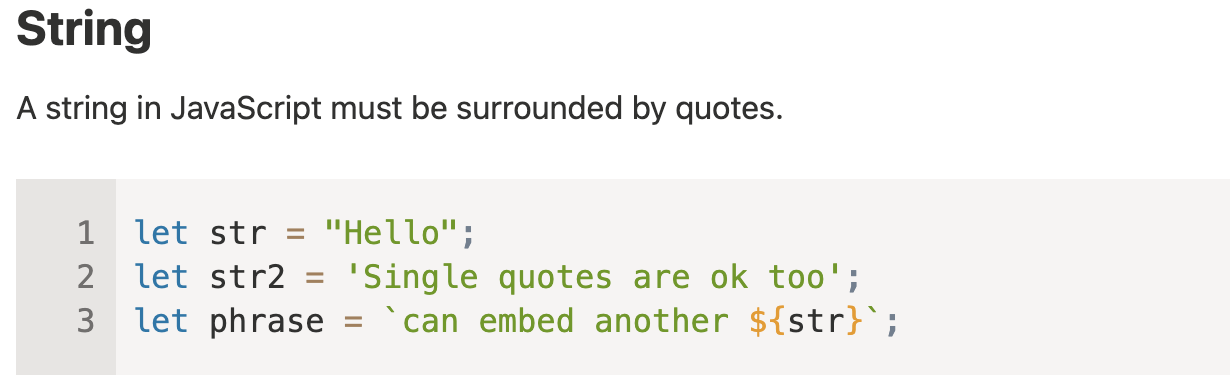 String
A string in JavaScript must be surrounded by quotes.
1 let str = "Hello";
2 let str2 = 'Single quotes are ok too';
3 let phrase = `can embed another ${str}`;